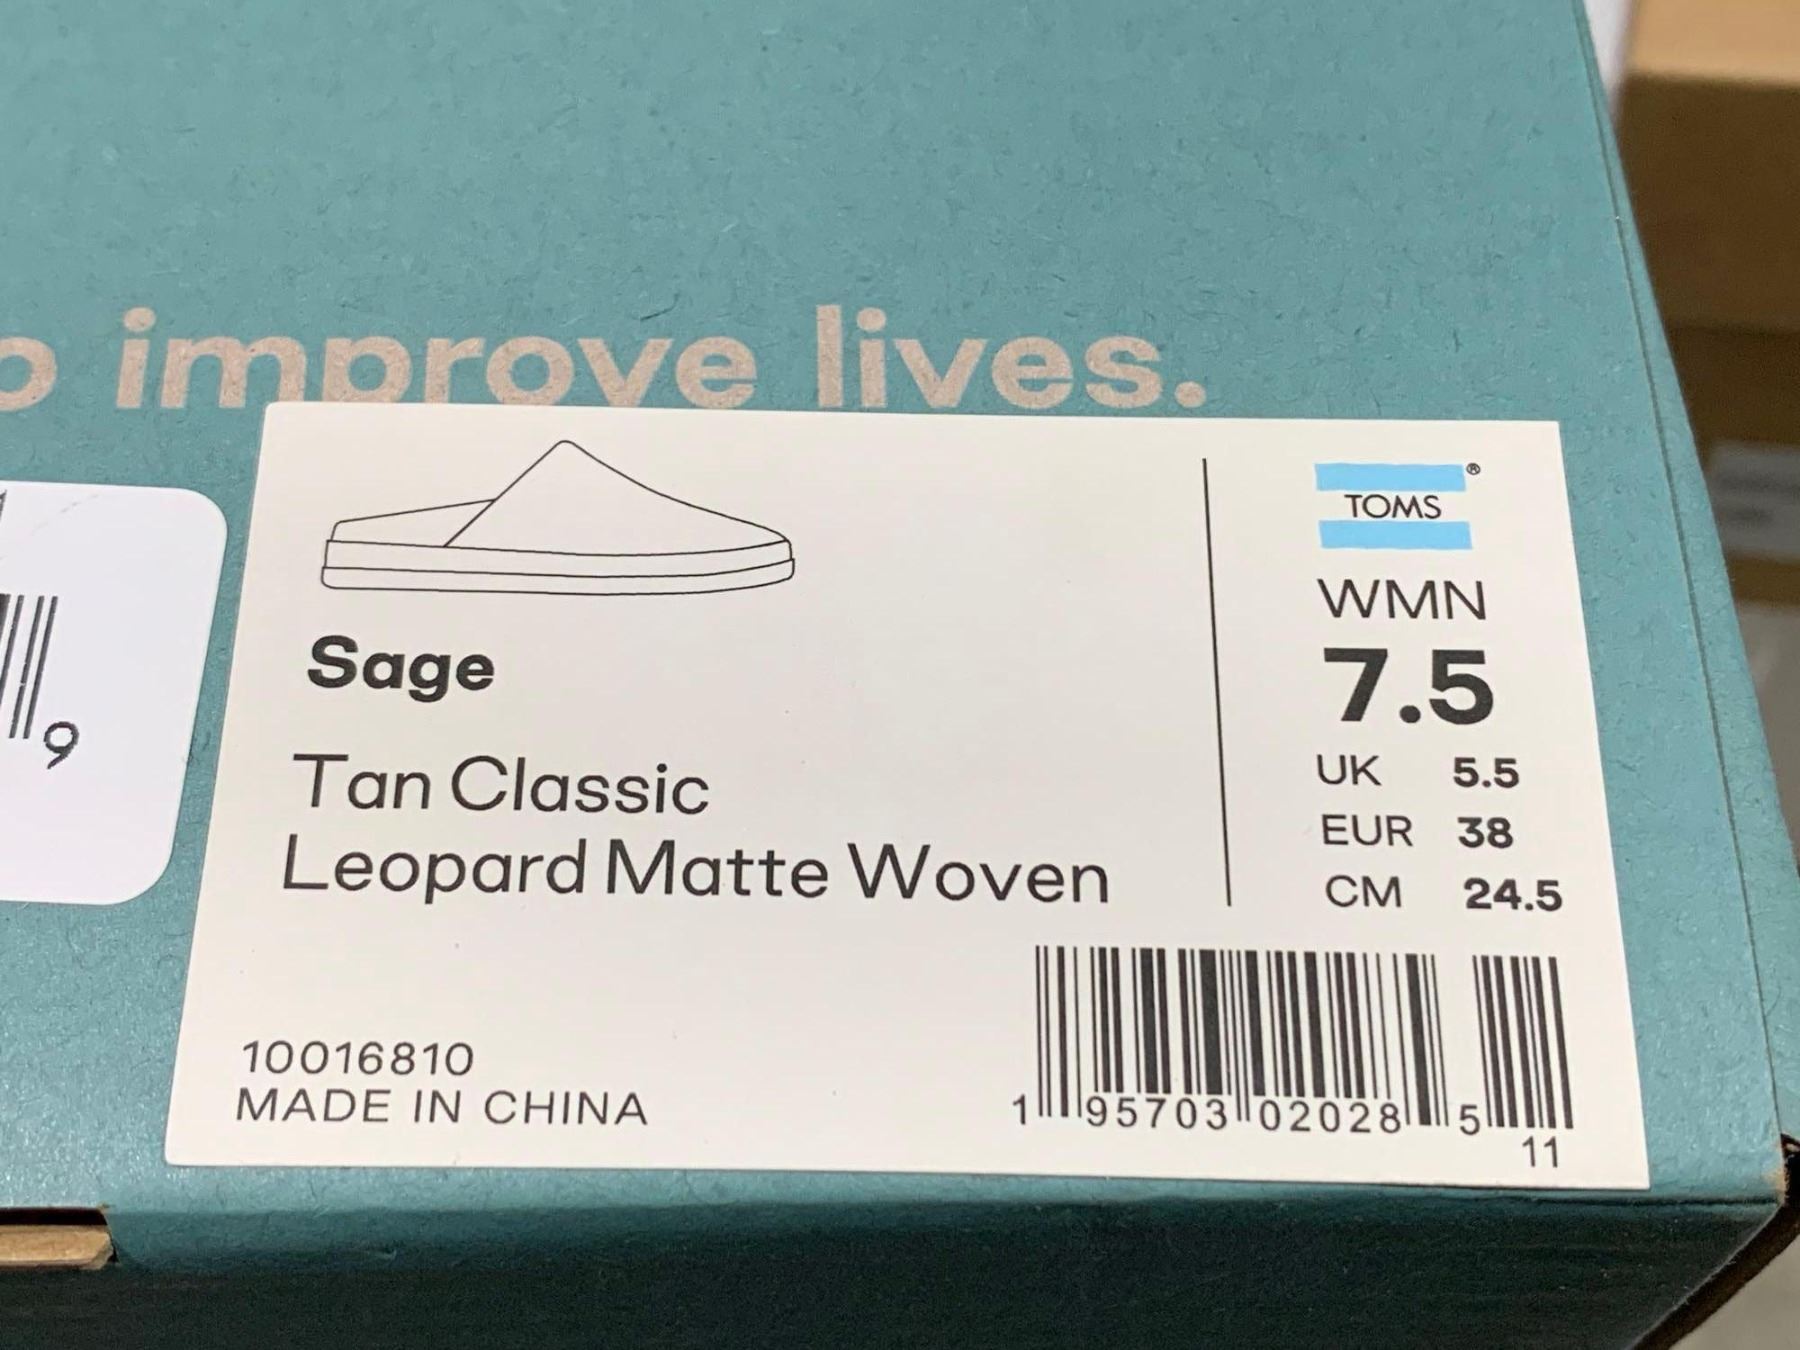 improve lives.
TOMS®
WMN
7.5
UK 5.5
EUR 38
CM 24.5
Sage
Tan Classic
Leopard Matte Woven
10016810
MADE IN CHINA
1 95703 02028 5
11
9